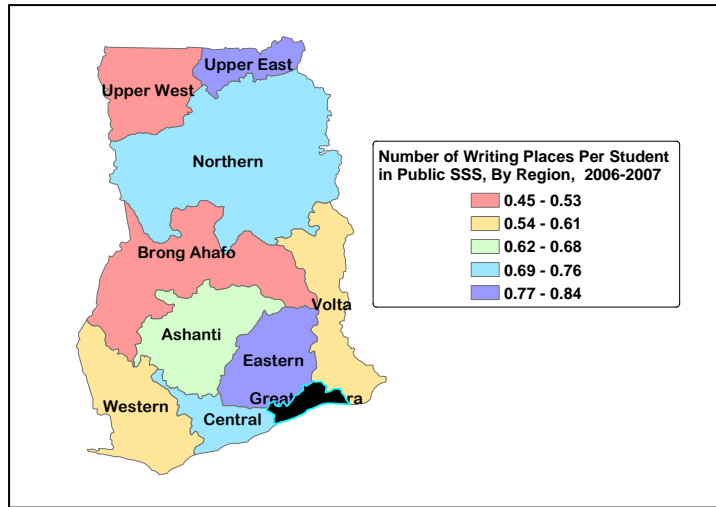 Upper East
Upper West
Northern
Number of Writing Places Per Student
in Public SSS, By Region, 2006-2007
0.45 - 0.53
0.54 - 0.61
0.62 - 0.68
0.69 - 0.76
0.77 - 0.84
Brong Ahafo
Volta
Ashanti
Eastern
Western
Central